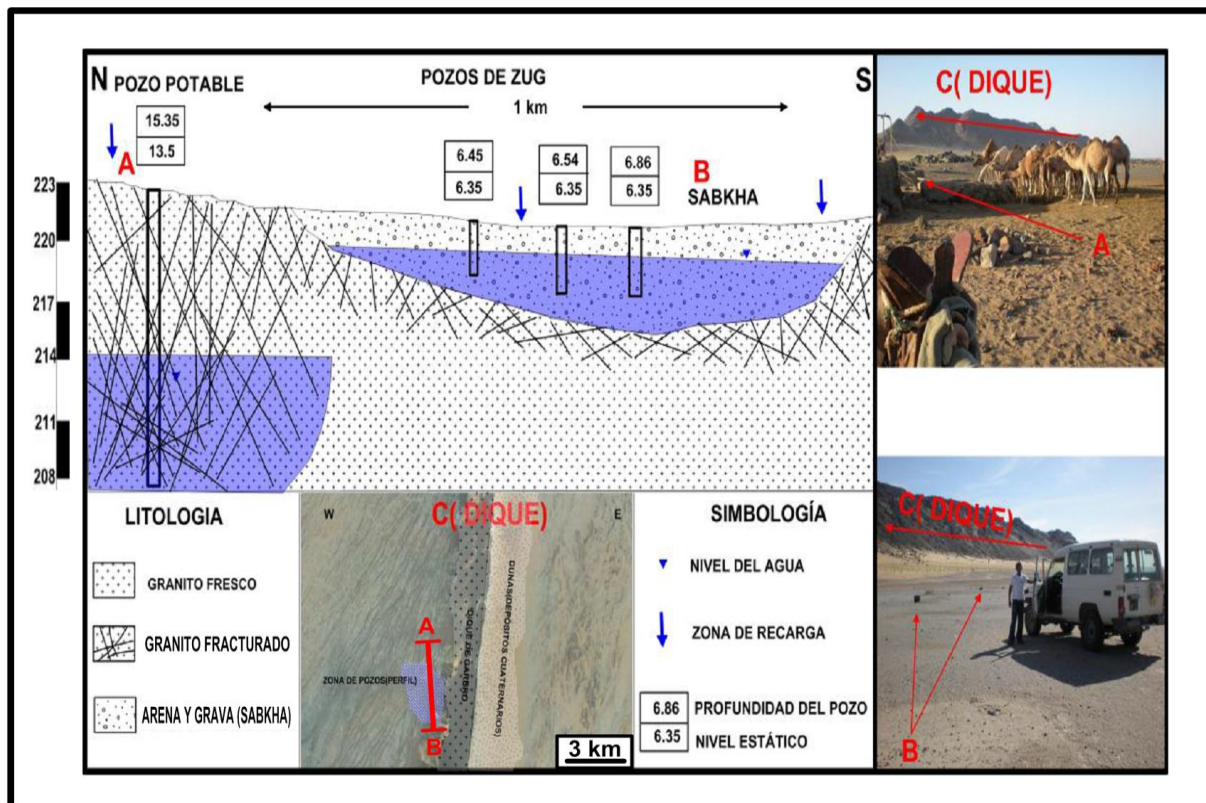 N POZO POTABLE
POZOS DE ZUG
S
1 km
15.35
13.5
A
6.45
6.35
6.54
6.35
6.86
6.35
B
SABKHA
223
220
217
214
211
208
C( DIQUE)
A
LITOLOGIA
GRANITO FRESCO
GRANITO FRACTURADO
ARENA Y GRAVA (SABKHA)
W
C( DIQUE)
E
A
ZONA DE POZOS(PERFIL)
B
DIQUE DE GABBRO
DUNAS(DEPÓSITOS CUATERNARIOS)
3 km
SIMBOLOGÍA
NIVEL DEL AGUA
ZONA DE RECARGA
6.86 PROFUNDIDAD DEL POZO
6.35 NIVEL ESTÁTICO
C( DIQUE)
B